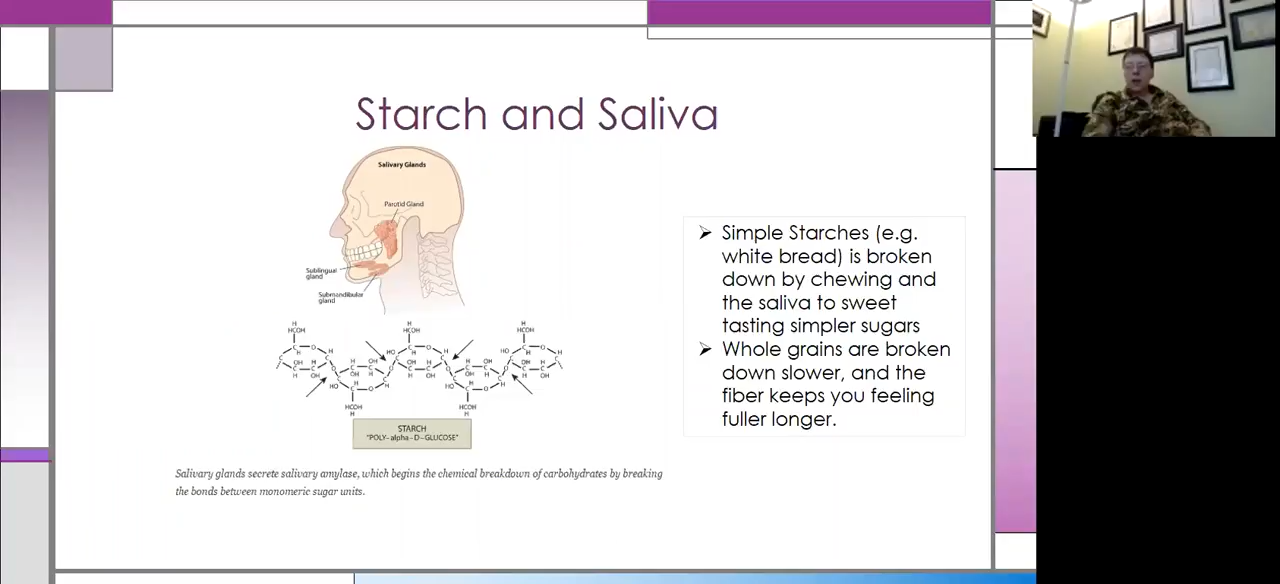 Starch and Saliva
Salivary Glands
Parotid Gland
Sublingual
gland
Submandibular
gland
STARCH
"POLY- alpha - D - GLUCOSE"
Salivary glands secrete salivary amylase, which begins the chemical breakdown of carbohydrates by breaking
the bonds between monomeric sugar units.
➢ Simple Starches (e.g.
white bread) is broken
down by chewing and
the saliva to sweet
tasting simpler sugars
➢ Whole grains are broken
down slower, and the
fiber keeps you feeling
fuller longer.